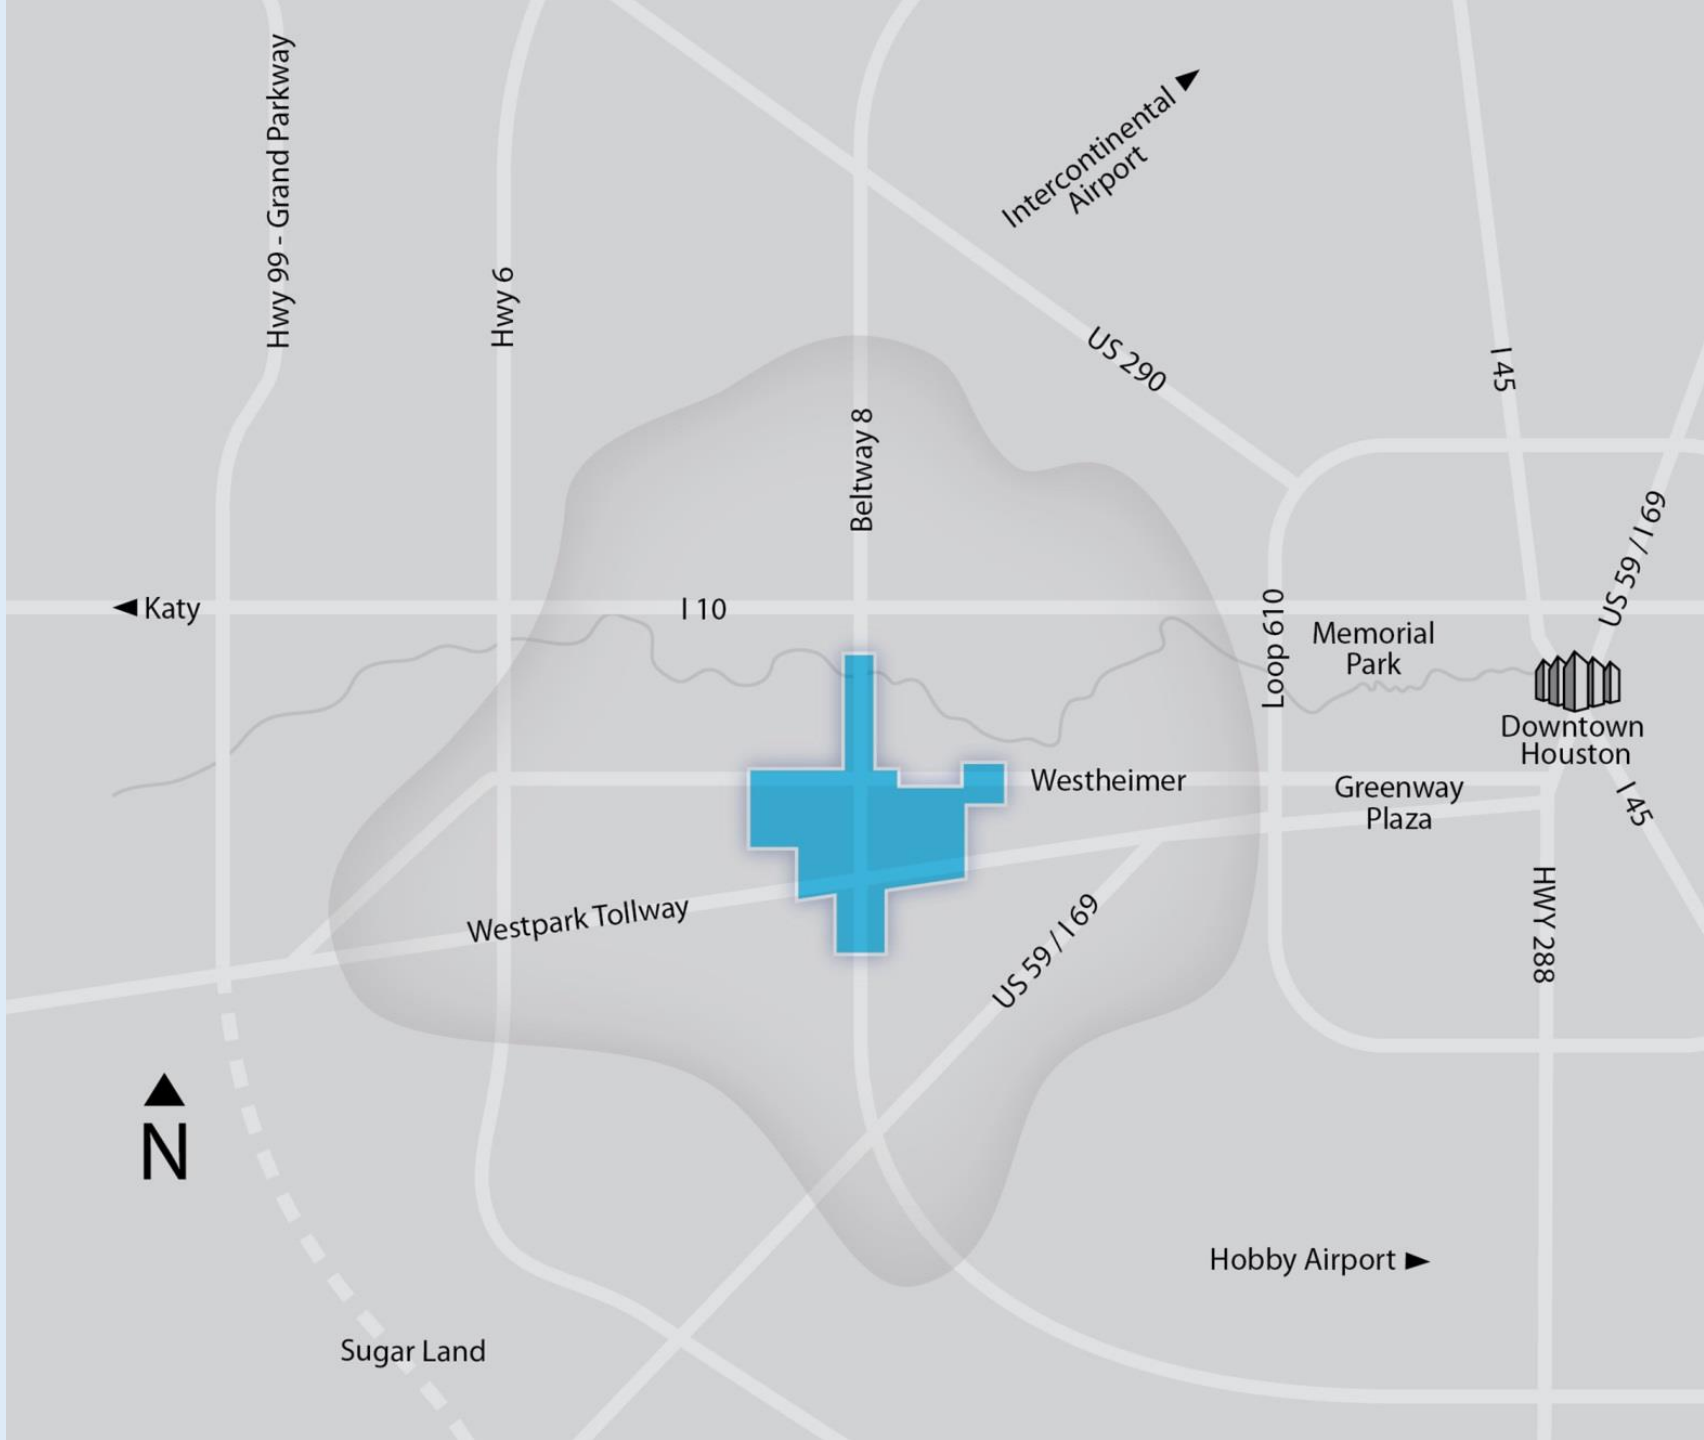 Hwy 99 - Grand Parkway
Hwy 6
Intercontinental
Airport
US 290
I 45
Beltway 8
US 59 / I 69
Katy
I 10
Loop 610
Memorial
Park
Downtown
Houston
Westheimer
Greenway
Plaza
I 45
Westpark Tollway
US 59 / I 69
HWY 288
N
Hobby Airport
Sugar Land